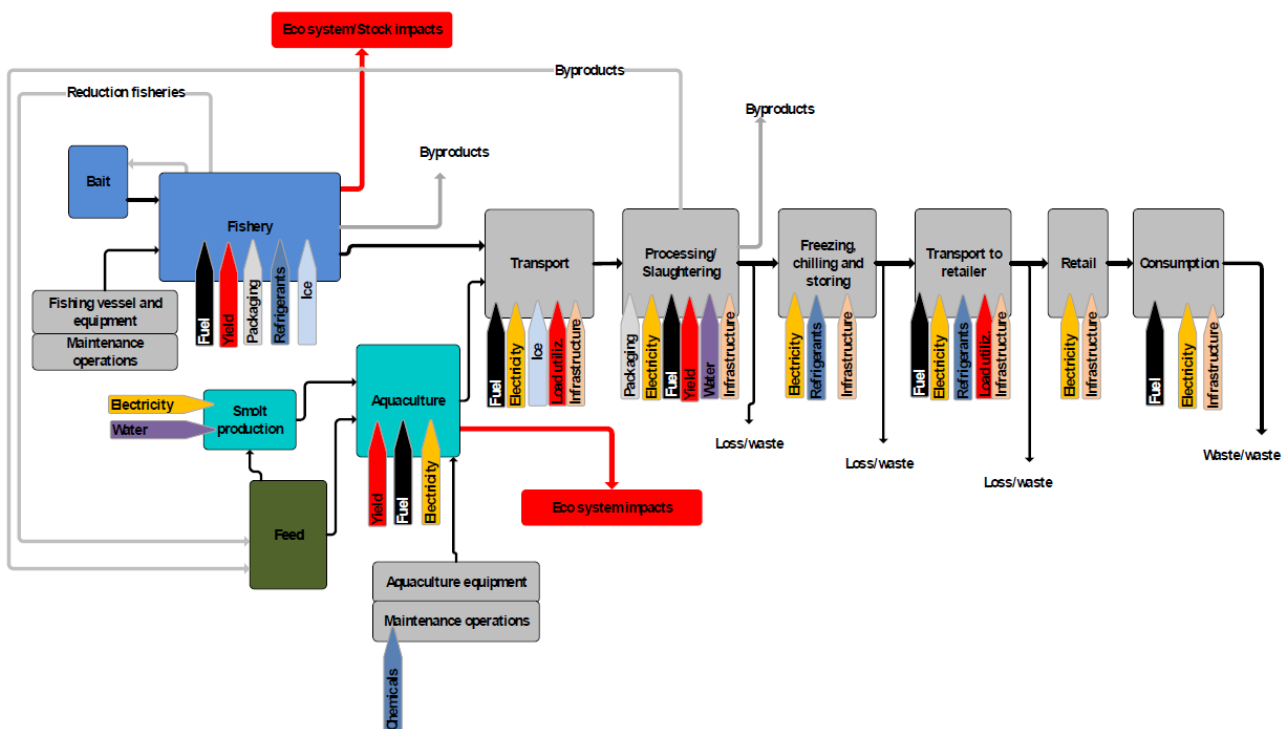 Eco system/Stock impacts
Byproducts
Reduction fisheries
Byproducts
Byproducts
Bait
Fishery
Fuel
Yield
Packaging
Refrigerants
Ice
Fishing vessel and
equipment
Maintenance operations
Transport
Fuel
Electricity
Ice
Load utiliz.
Infrastructure
Processing/
Slaughtering
Packaging
Electricity
Fuel
Yield
Water
Infrastructure
Freezing,
chilling and
storing
Electricity
Refrigerants
Infrastructure
Transport to
retailer
Fuel
Electricity
Refrigerants
Load utiliz.
Infrastructure
Retail
Electricity
Infrastructure
Consumption
Fuel
Electricity
Infrastructure
Electricity
Water
Smolt
production
Aquaculture
Yield
Fuel
Electricity
Loss/waste
Loss/waste
Loss/waste
Waste/waste
Eco system impacts
Feed
Aquaculture equipment
Maintenance operations
Chemicals